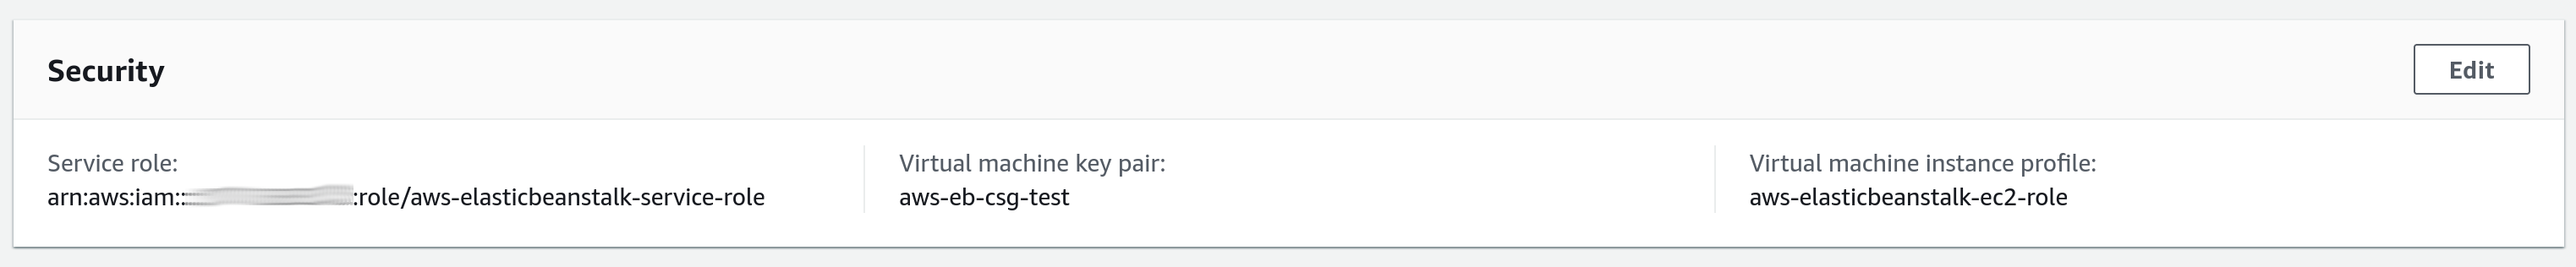 Security
Edit
Service role:
arn:aws:iam:: :role/aws-elasticbeanstalk-service-role
Virtual machine key pair:
aws-eb-csg-test
Virtual machine instance profile:
aws-elasticbeanstalk-ec2-role